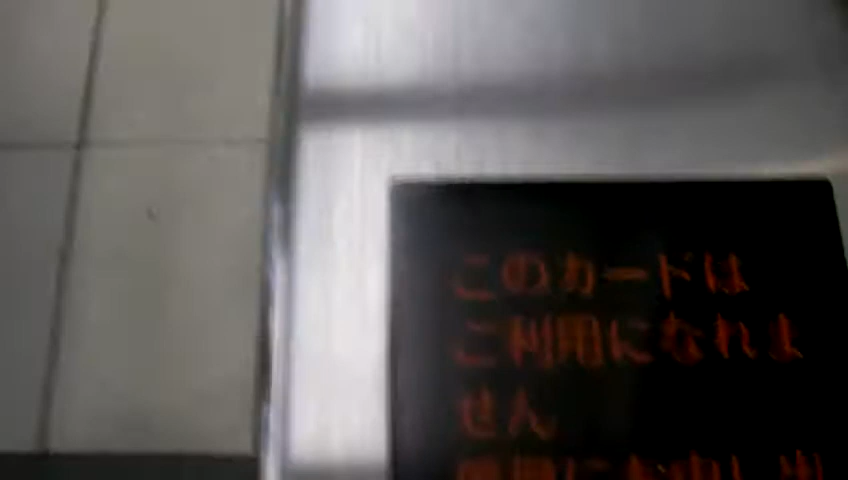 このカードは
ご利用になれま
せん